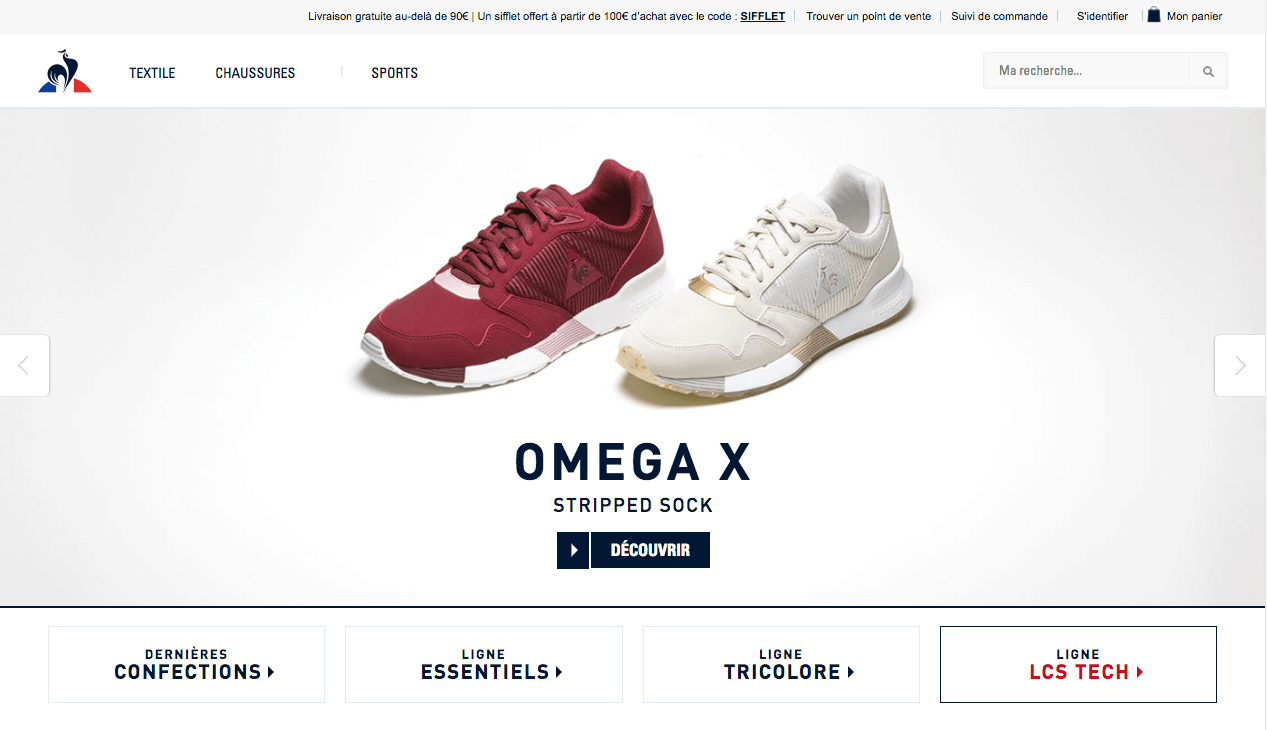 Livraison gratuite au-delà de 90€ | Un sifflet offert à partir de 100€ d'achat avec le code : SIFFLET
Trouver un point de vente
Suivi de commande
S'identifier
Mon panier
TEXTILE
CHAUSSURES
SPORTS
Ma recherche...
OMEGA X
STRIPPED SOCK
DÉCOUVRIR
DERNIÈRES
CONFECTIONS
LIGNE
ESSENTIELS
LIGNE
TRICOLORE
LIGNE
LCS TECH